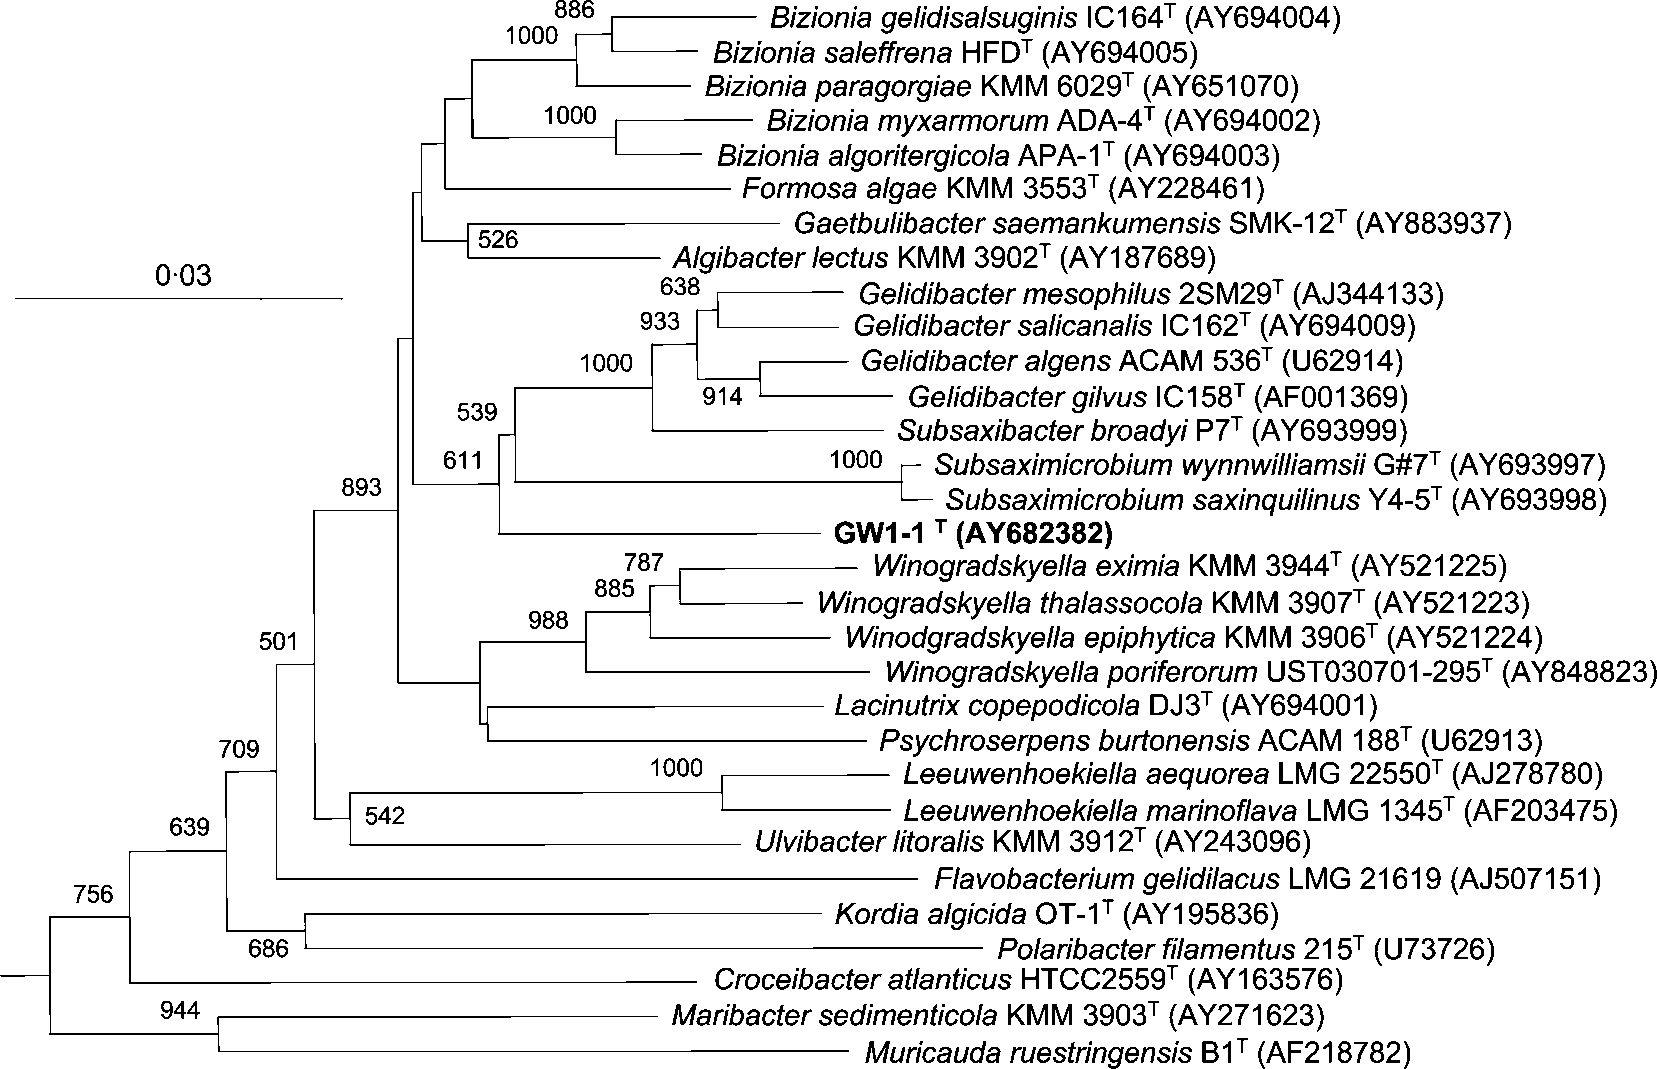 886
Bizionia gelidisalsuginis IC164T (AY694004)
1000
Bizionia saleffrena HFDT (AY694005)
Bizionia paragorgiae KMM 6029T (AY651070)
1000
Bizionia myxarmorum ADA-4T (AY694002)
Bizionia algoritergicola APA-1T (AY694003)
Formosa algae KMM 3553T (AY228461)
Gaetbulibacter saemankumensis SMK-12T (AY883937)
526
Algibacter lectus KMM 3902T (AY187689)
0·03
638
Gelidibacter mesophilus 2SM29T (AJ344133)
933
Gelidibacter salicanalis IC162T (AY694009)
1000
Gelidibacter algens ACAM 536T (U62914)
914
Gelidibacter gilvus IC158T (AF001369)
539
Subsaxibacter broadyi P7T (AY693999)
611
1000
Subsaximicrobium wynnwilliamsii G#7T (AY693997)
893
Subsaximicrobium saxinquilinus Y4-5T (AY693998)
GW1-1 T (AY682382)
787
Winogradskyella eximia KMM 3944T (AY521225)
885
Winogradskyella thalassocola KMM 3907T (AY521223)
988
Winodgradskyella epiphytica KMM 3906T (AY521224)
501
Winogradskyella poriferorum UST030701-295T (AY848823)
Lacinutrix copepodicola DJ3T (AY694001)
709
Psychroserpens burtonensis ACAM 188T (U62913)
1000
Leeuwenhoekiella aequorea LMG 22550T (AJ278780)
542
Leeuwenhoekiella marinoflava LMG 1345T (AF203475)
639
Ulvibacter litoralis KMM 3912T (AY243096)
Flavobacterium gelidilacus LMG 21619 (AJ507151)
756
Kordia algicida OT-1T (AY195836)
686
Polaribacter filamentus 215T (U73726)
Croceibacter atlanticus HTCC2559T (AY163576)
944
Maribacter sedimenticola KMM 3903T (AY271623)
Muricauda ruestringensis B1T (AF218782)